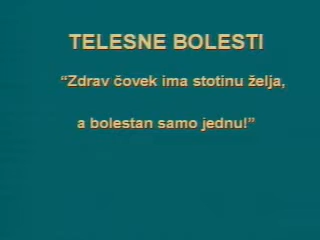 TELESNE BOLESTI
“Zdrav čovek ima stotinu želja,
a bolestan samo jednu!”